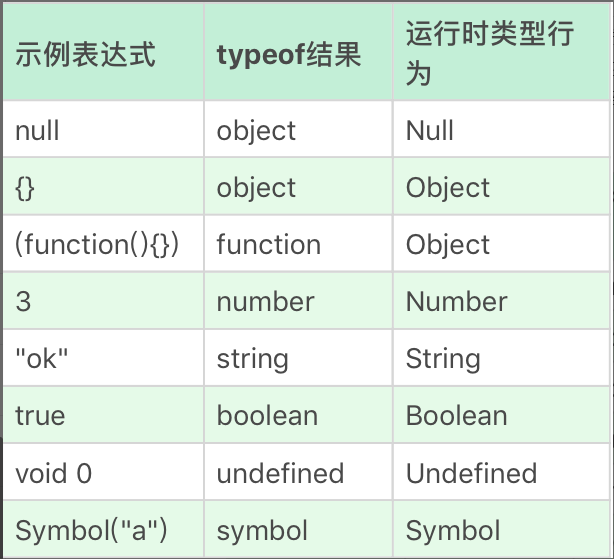 示例表达式 typeof结果 运行时类型行
为
null object Null
{} object Object
(function(){}) function Object
3 number Number
"ok" string String
true boolean Boolean
void 0 undefined Undefined
Symbol("a") symbol Symbol